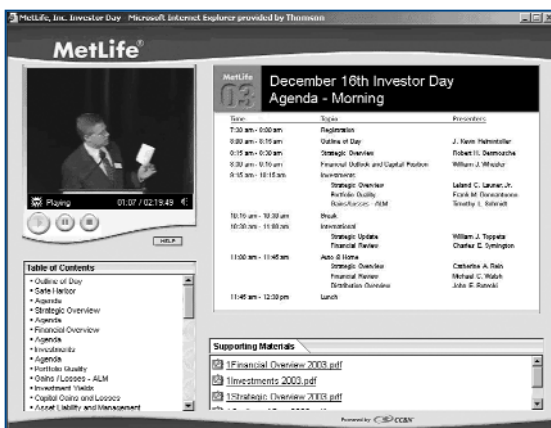 MetLife, Inc. Investor Day - Microsoft Internet Explorer provided by Thomson
MetLife®
MetLife
03
December 16th Investor Day
Agenda - Morning
Time Topic Presenters
7:30 am - 8:00 am Registration
8:00 am - 8:15 am Outline of Day J. Kevin Helmintoller
8:15 am - 8:30 am Strategic Overview Robert H. Benmosche
8:30 am - 9:15 am Financial Outlook and Capital Position William J. Wheeler
9:15 am - 10:15 am Investments
Strategic Overview Leland C. Launer, Jr.
Portfolio Quality Frank M.
Gains/Losses - ALM Timothy L. Schmidt
10:15 am - 10:30 am Break
10:30 am - 11:00 am International
Strategic Update William J. Toppeta
Financial Review Charles E. Symington
11:00 am - 11:45 am Auto & Home
Strategic Overview Catherine A. Rein
Financial Review Michael C. Walsh
Distribution Overview John E.
11:45 am - 12:30 pm Lunch
Playing 01:07 / 02:19:49
HELP
Table of Contents
• Outline of Day
• Safe Harbor
• Agenda
• Strategic Overview
• Agenda
• Financial Overview
• Agenda
• Investments
• Agenda
• Portfolio Quality
• Gains / Losses - ALM
• Investment Yields
• Capital Gains and Losses
• Asset Liability and Management
Supporting Materials
1Financial Overview 2003.pdf
1Investments 2003.pdf
1Strategic Overview 2003.pdf
Powered by CCBN